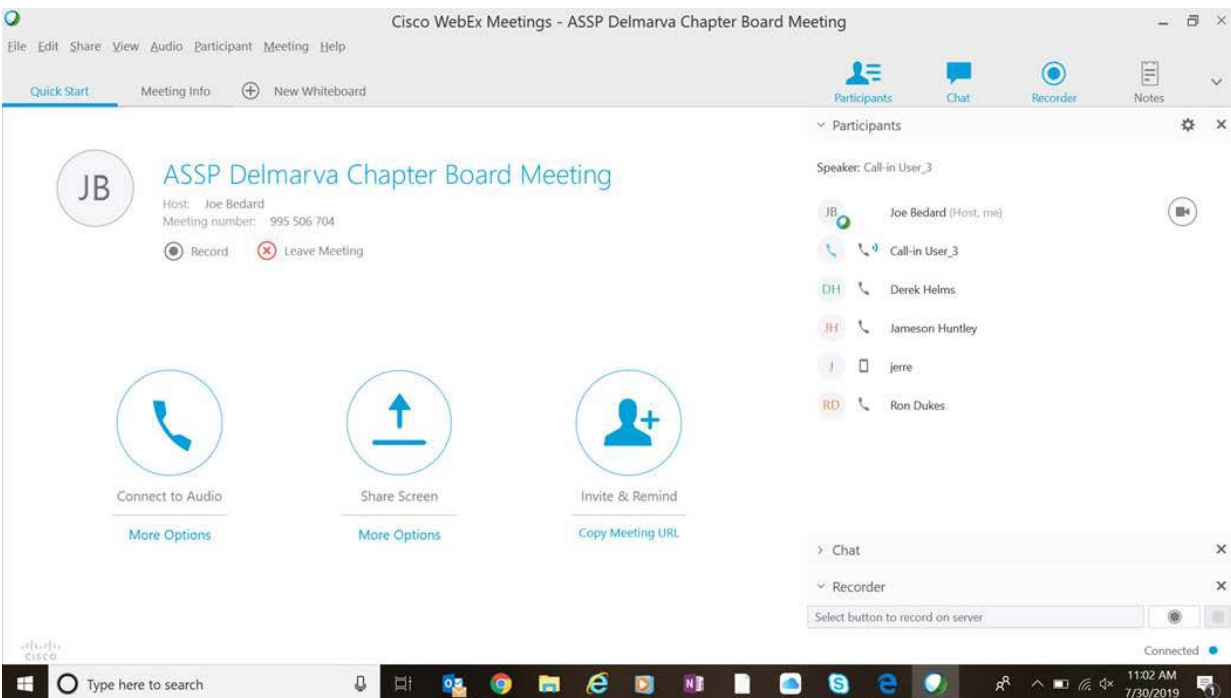 Cisco WebEx Meetings - ASSP Delmarva Chapter Board Meeting
File Edit Share View Audio Participant Meeting Help
Quick Start Meeting Info New Whiteboard
Participants Chat Recorder Notes
JB
ASSP Delmarva Chapter Board Meeting
Host: Joe Bedard
Meeting number: 995 506 704
Record Leave Meeting
Connect to Audio
More Options
Share Screen
More Options
Invite & Remind
Copy Meeting URL
Participants
Speaker: Call-in User_3
JB Joe Bedard (Host, me)
Call-in User_3
DH Derek Helms
JH Jameson Huntley
J jerre
RD Ron Dukes
Chat
Recorder
Select button to record on server
CISCO
Connected
Type here to search
11:02 AM
7/30/2019